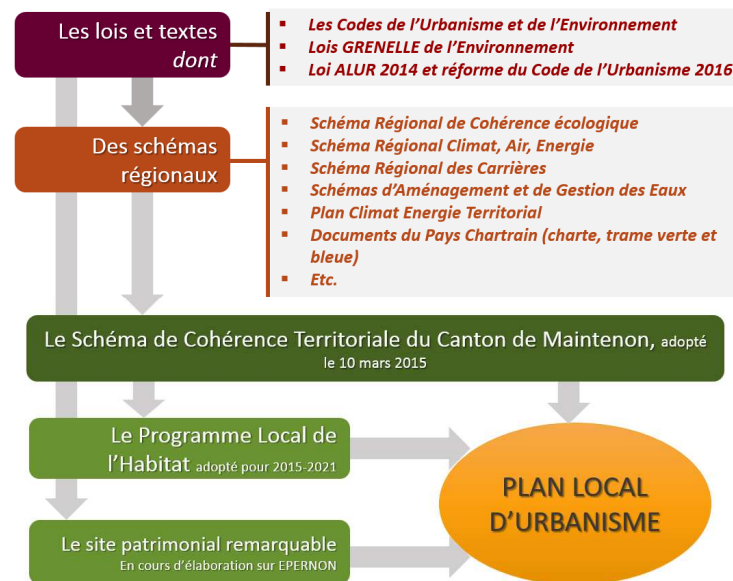 Les lois et textes
dont
▪ Les Codes de l'Urbanisme et de l'Environnement
▪ Lois GRENELLE de l'Environnement
▪ Loi ALUR 2014 et réforme du Code de l'Urbanisme 2016
Des schémas
régionaux
▪ Schéma Régional de Cohérence écologique
▪ Schéma Régional Climat, Air, Energie
▪ Schéma Régional des Carrières
▪ Schémas d'Aménagement et de Gestion des Eaux
▪ Plan Climat Energie Territorial
▪ Documents du Pays Chartrain (charte, trame verte et
bleue)
▪ Etc.
Le Schéma de Cohérence Territoriale du Canton de Maintenon, adopté
le 10 mars 2015
Le Programme Local de
l'Habitat adopté pour 2015-2021
PLAN LOCAL
D'URBANISME
Le site patrimonial remarquable
En cours d'élaboration sur EPERNON